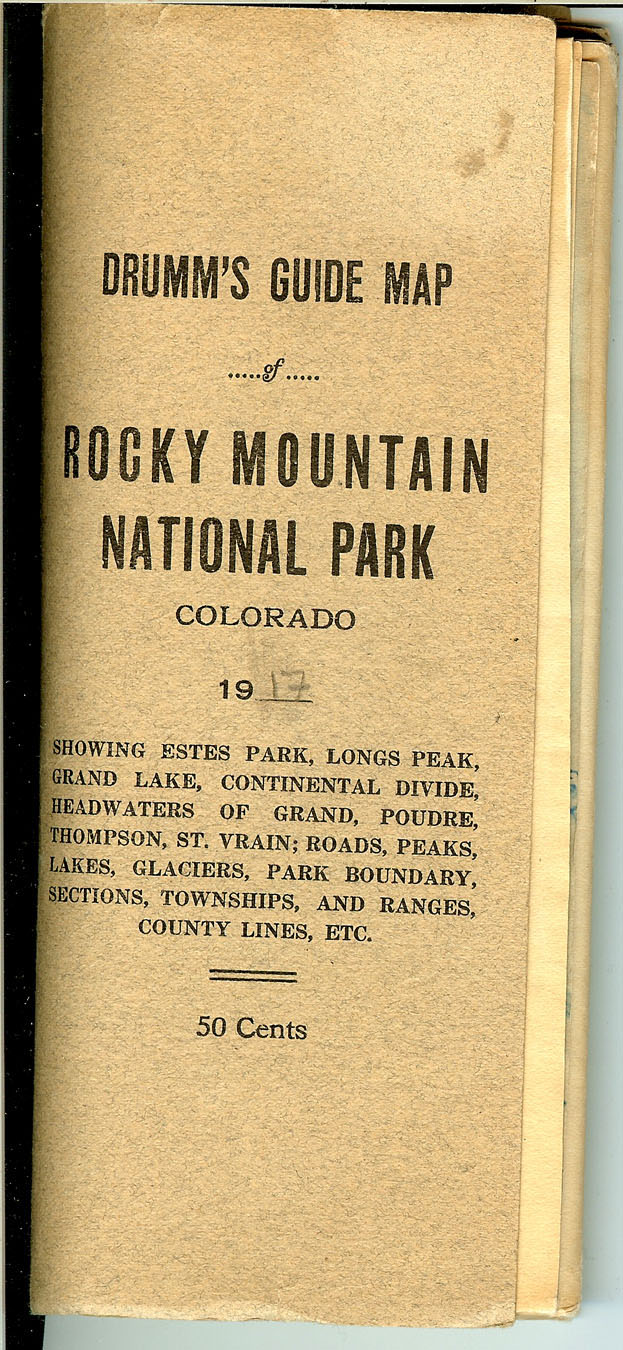 DRUMM'S GUIDE MAP
.....of.....
ROCKY MOUNTAIN
NATIONAL PARK
COLORADO
1917
SHOWING ESTES PARK, LONGS PEAK,
GRAND LAKE, CONTINENTAL DIVIDE,
HEADWATERS OF GRAND, POUDRE,
THOMPSON, ST. VRAIN; ROADS, PEAKS,
LAKES, GLACIERS, PARK BOUNDARY,
SECTIONS, TOWNSHIPS, AND RANGES,
COUNTY LINES, ETC.
50 Cents